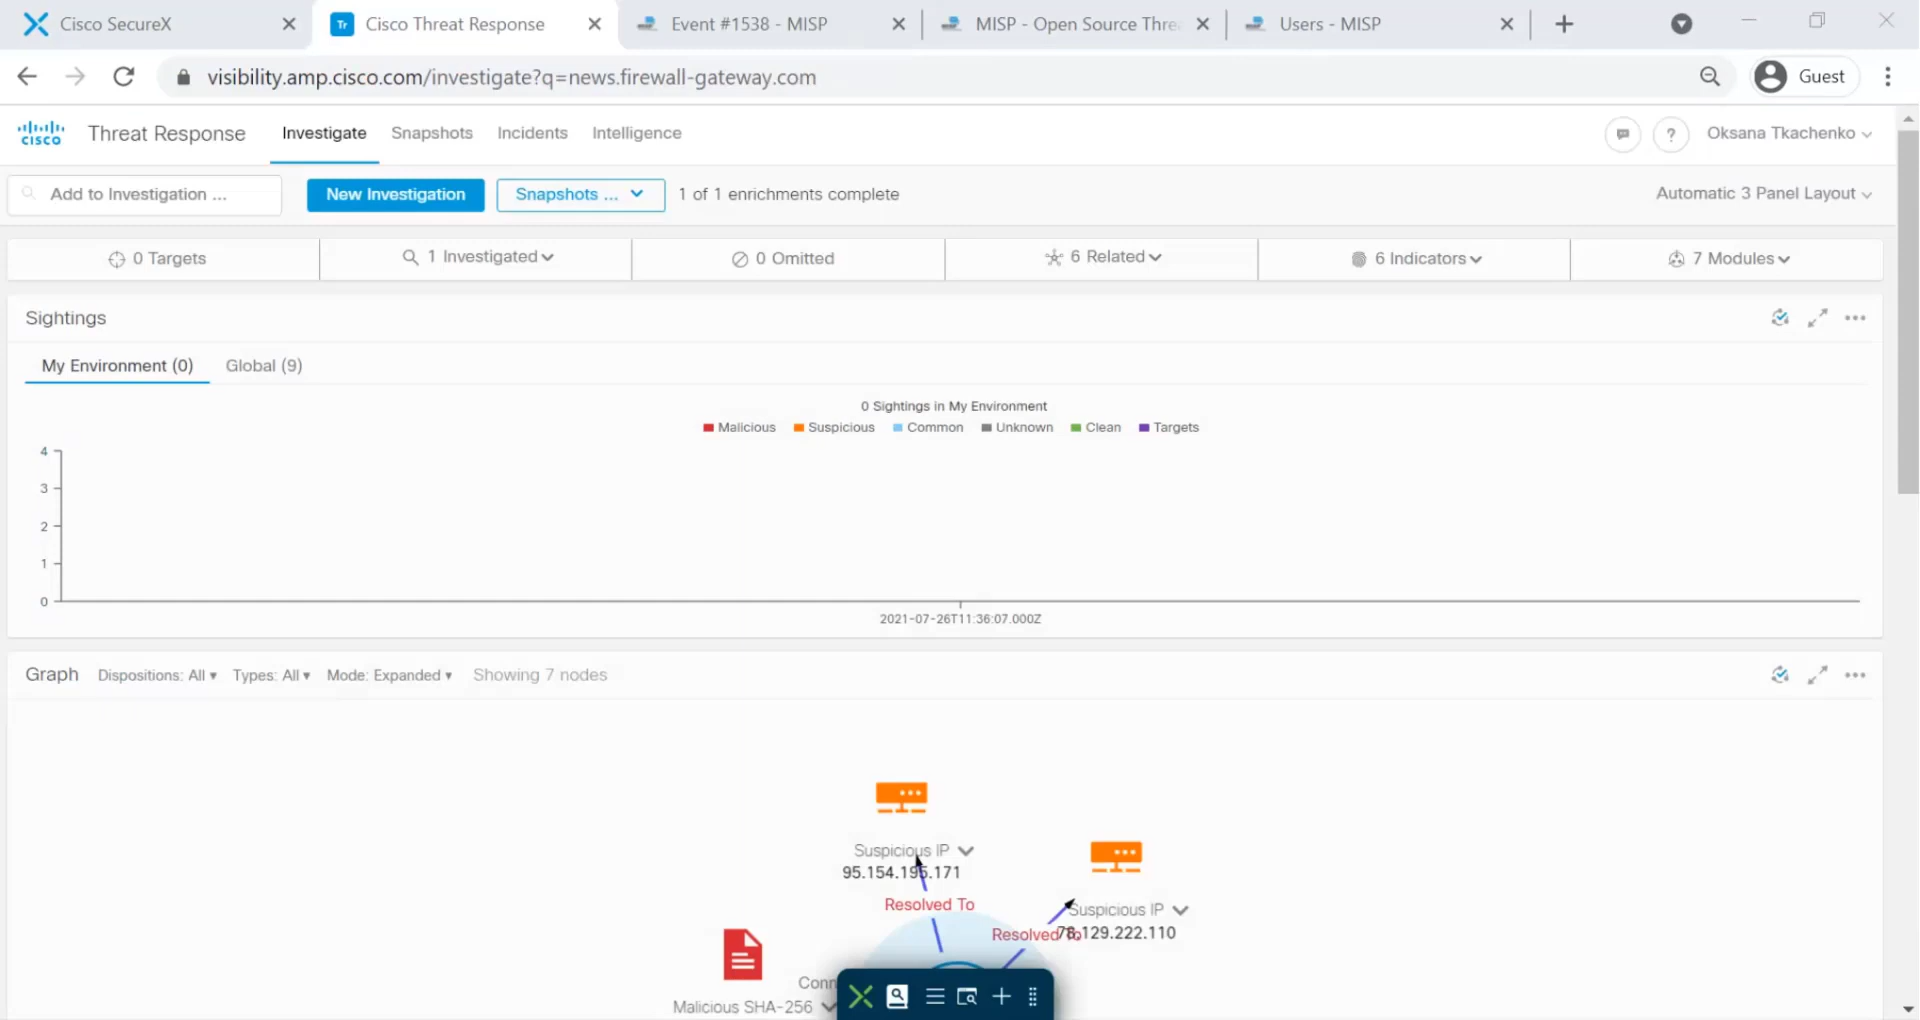 Cisco SecureX
Tr Cisco Threat Response
Event #1538 - MISP
MISP - Open Source Thre
Users - MISP
visibility.amp.cisco.com/investigate?q=news.firewall-gateway.com
Guest
cisco Threat Response
Investigate
Snapshots
Incidents
Intelligence
?
Oksana Tkachenko
Add to Investigation ...
New Investigation
Snapshots ...
1 of 1 enrichments complete
Automatic 3 Panel Layout
0 Targets
1 Investigated
0 Omitted
6 Related
6 Indicators
7 Modules
Sightings
My Environment (0)
Global (9)
0 Sightings in My Environment
Malicious Suspicious Common Unknown Clean Targets
4
3
2
1
0
2021-07-26T11:36:07.000Z
Graph Dispositions: All ▾ Types: All ▾ Mode: Expanded ▾ Showing 7 nodes
Suspicious IP
95.154.195.171
Resolved To
Suspicious IP
78.129.222.110
Resolved To
Conn
Malicious SHA-256